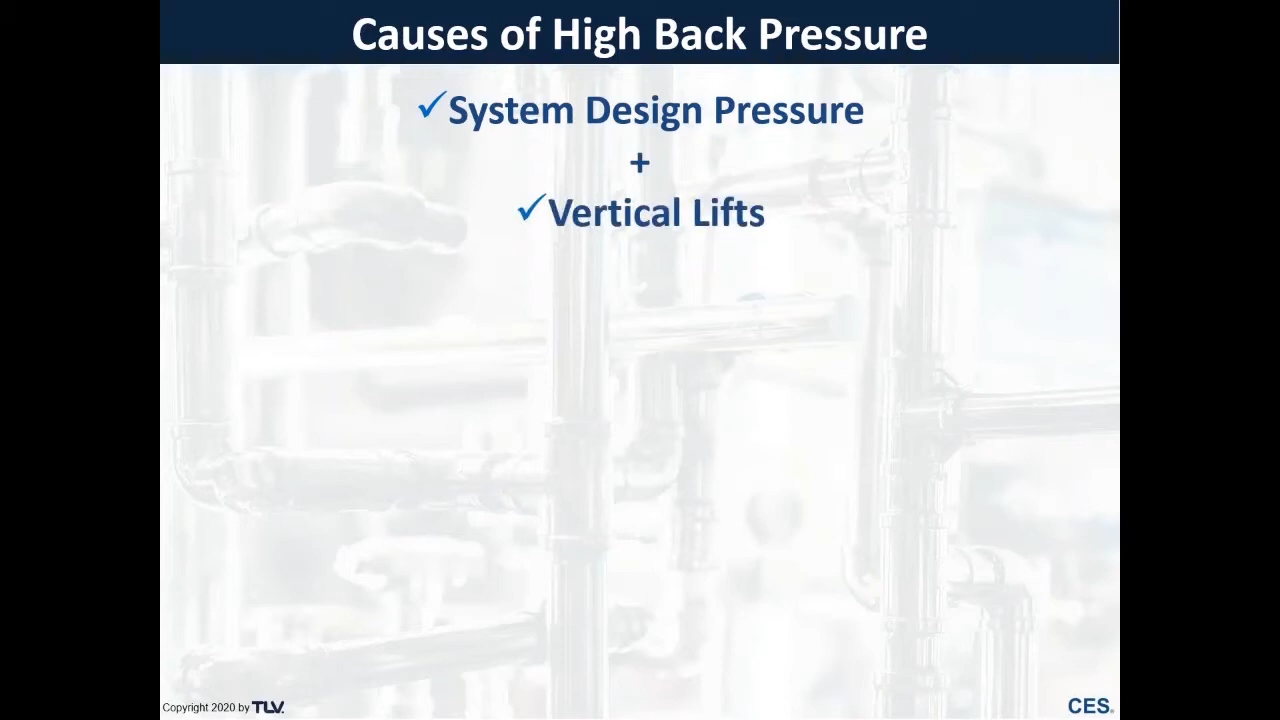 Causes of High Back Pressure
✓System Design Pressure
+
✓Vertical Lifts
Copyright 2020 by TLV.
CES®